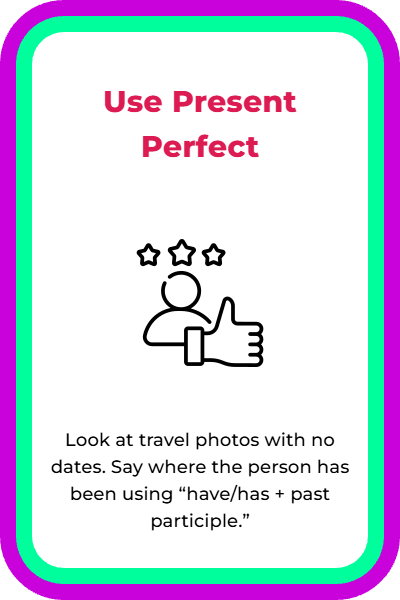 Use Present
Perfect
Look at travel photos with no
dates. Say where the person has
been using “have/has + past
participle.”